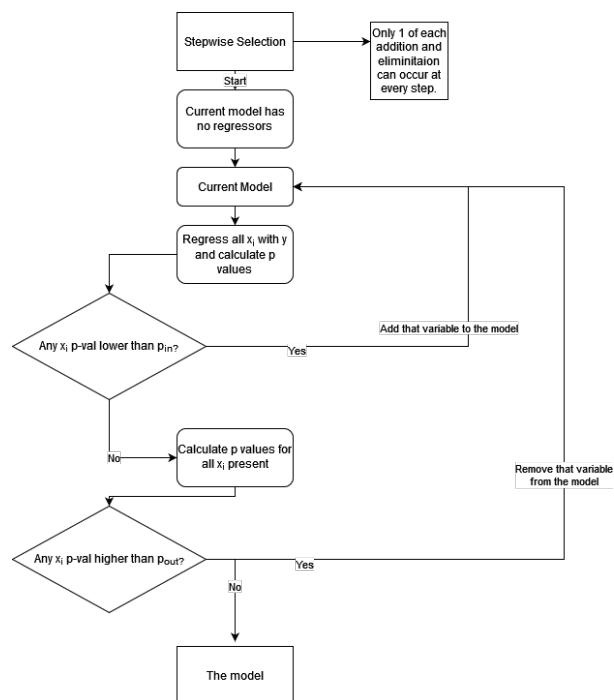 Stepwise Selection
Only 1 of each
addition and
eliminitaion
can occur at
every step.
Start
Current model has
no regressors
Current Model
Regress all xᵢ with y
and calculate p
values
Any xᵢ p-val lower than pᵢₙ?
Yes
Add that variable to the model
No
Calculate p values for
all xᵢ present
Remove that variable
from the model
Any xᵢ p-val higher than pₒᵤₜ?
Yes
No
The model